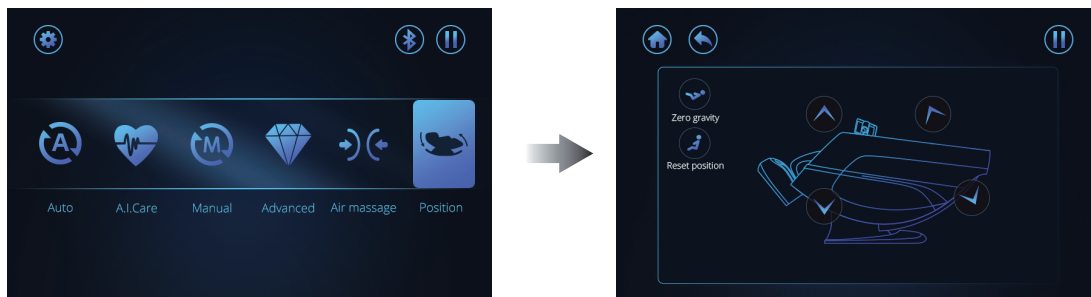 A
M
Auto
A.I.Care
Manual
Advanced
Air massage
Position
Zero gravity
Reset position